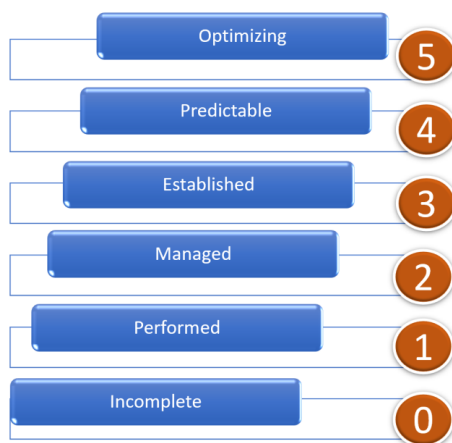 Optimizing
5
Predictable
4
Established
3
Managed
2
Performed
1
Incomplete
0